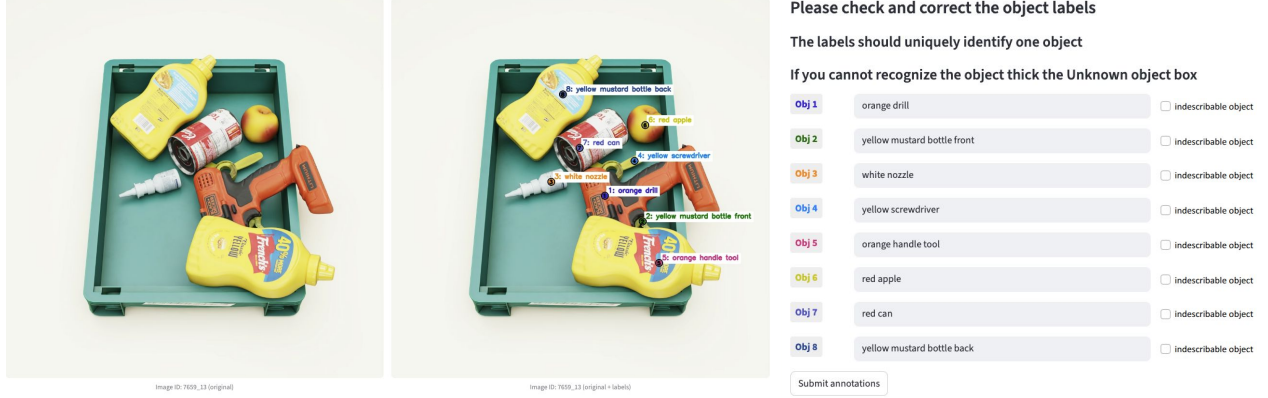 Please check and correct the object labels
The labels should uniquely identify one object
If you cannot recognize the object thick the Unknown object box
Obj 1
orange drill
indescribable object
Obj 2
yellow mustard bottle front
indescribable object
Obj 3
white nozzle
indescribable object
Obj 4
yellow screwdriver
indescribable object
Obj 5
orange handle tool
indescribable object
Obj 6
red apple
indescribable object
Obj 7
red can
indescribable object
Obj 8
yellow mustard bottle back
indescribable object
Submit annotations
8: yellow mustard bottle back
6: red apple
7: red can
4: yellow screwdriver
3: white nozzle
1: orange drill
2: yellow mustard bottle front
5: orange handle tool
French's
YELLOW
40%
French's
YELLOW
40%
Image ID: 7659_13 (original)
Image ID: 7659_13 (original + labels)